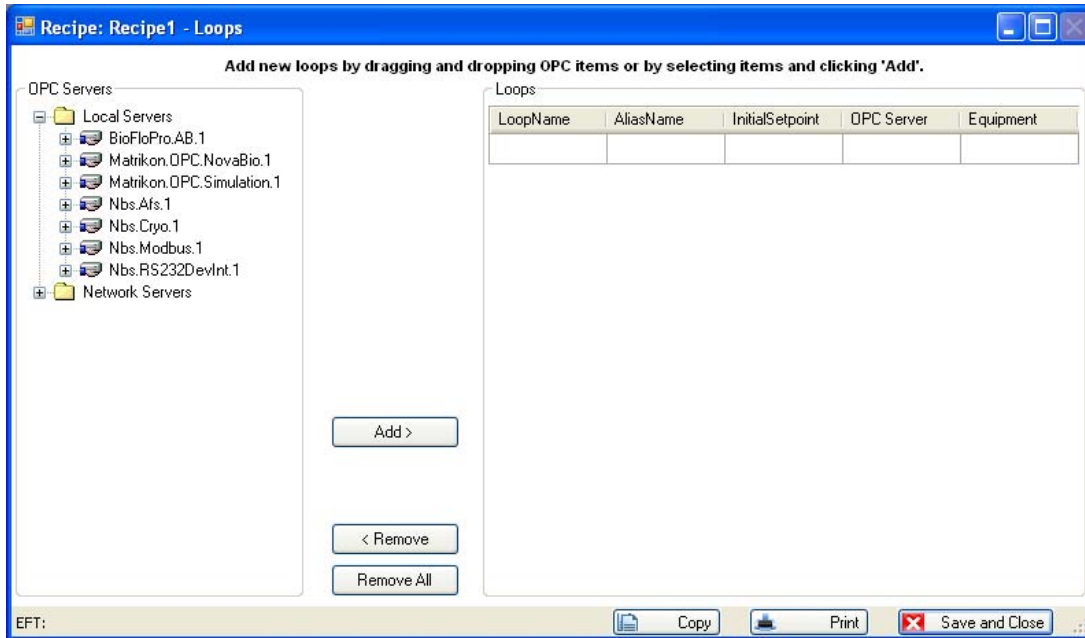 Recipe: Recipe1 - Loops
Add new loops by dragging and dropping OPC items or by selecting items and clicking 'Add'.
OPC Servers
Local Servers
BioFloPro.AB.1
Matrikon.OPC.NovaBio.1
Matrikon.OPC.Simulation.1
Nbs.Afs.1
Nbs.Cryo.1
Nbs.Modbus.1
Nbs.RS232DevInt.1
Network Servers
Add >
< Remove
Remove All
Loops
LoopName AliasName InitialSetpoint OPC Server Equipment
EFT: Copy Print Save and Close